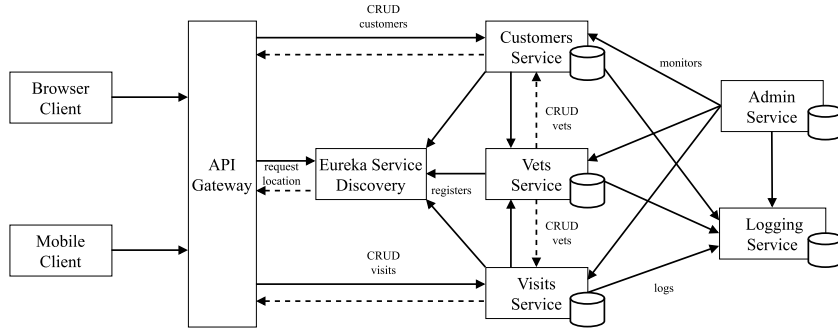 CRUD
customers
Customers
Service
monitors
Browser
Client
Admin
Service
CRUD
vets
API
Gateway
request
location
Eureka Service
Discovery
registers
Vets
Service
CRUD
vets
Mobile
Client
Logging
Service
CRUD
visits
Visits
Service
logs